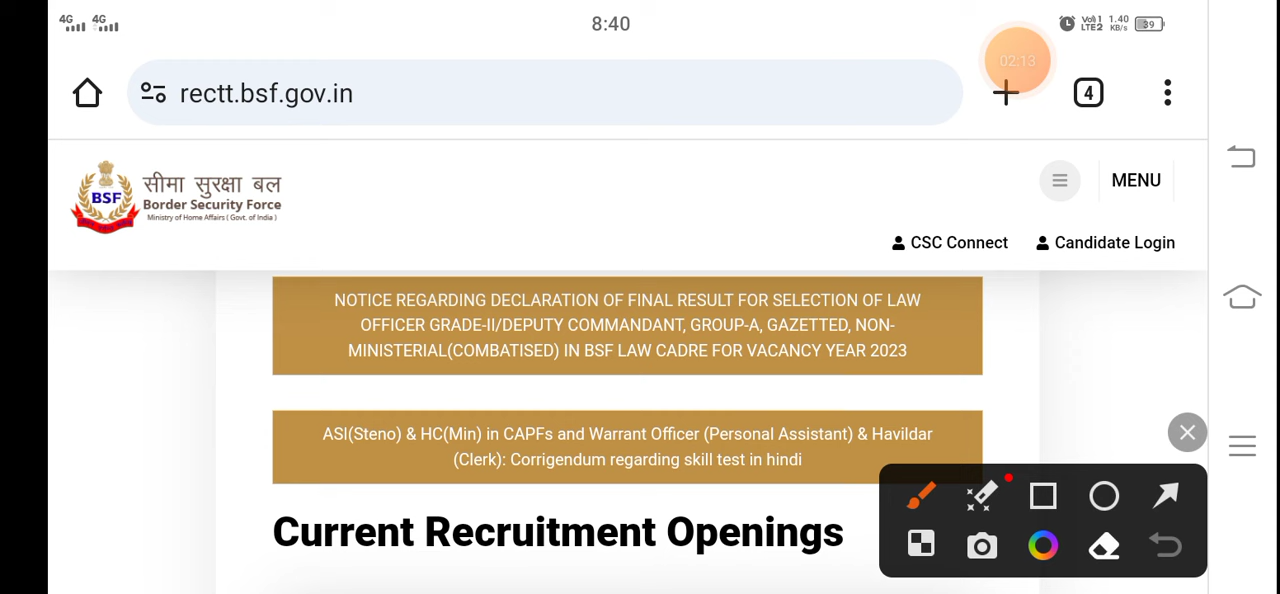 4G 4G
8:40
Vol) 1 LTE2
1.40 KB/s
39
02:13
rectt.bsf.gov.in
4
सीमा सुरक्षा बल
BSF
Border Security Force
Ministry of Home Affairs ( Govt. of India )
MENU
CSC Connect
Candidate Login
NOTICE REGARDING DECLARATION OF FINAL RESULT FOR SELECTION OF LAW
OFFICER GRADE-II/DEPUTY COMMANDANT, GROUP-A, GAZETTED, NON-
MINISTERIAL(COMBATISED) IN BSF LAW CADRE FOR VACANCY YEAR 2023
ASI(Steno) & HC(Min) in CAPFs and Warrant Officer (Personal Assistant) & Havildar
(Clerk): Corrigendum regarding skill test in hindi
Current Recruitment Openings